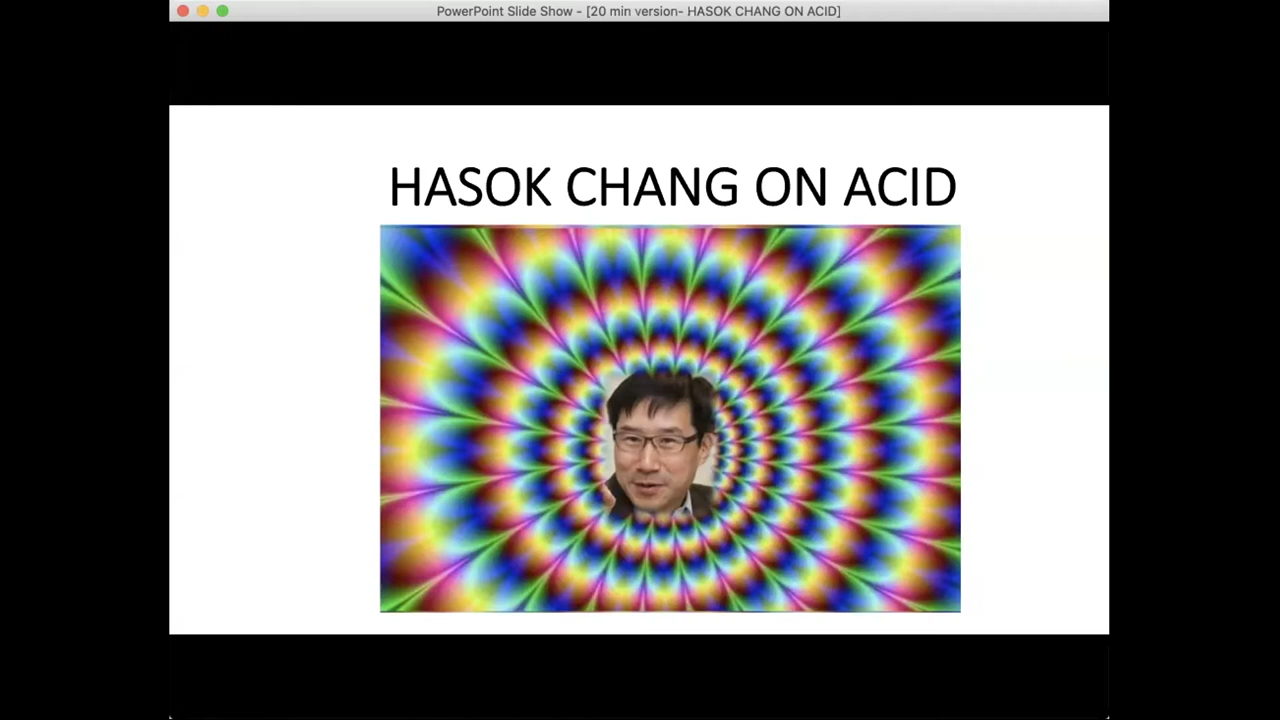 PowerPoint Slide Show - [20 min version- HASOK CHANG ON ACID]
HASOK CHANG ON ACID